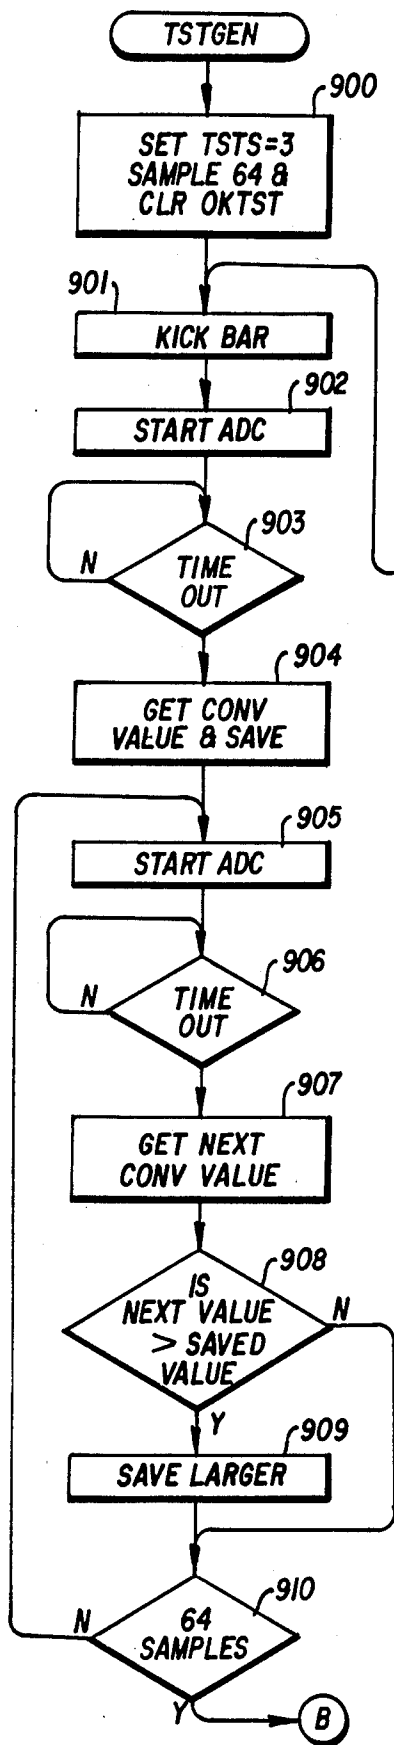 TSTGEN
900
SET TSTS=3
SAMPLE 64 &
CLR OKTST
901
KICK BAR
902
START ADC
903
N
TIME
OUT
904
GET CONV
VALUE & SAVE
905
START ADC
906
N
TIME
OUT
907
GET NEXT
CONV VALUE
908
IS
NEXT VALUE
> SAVED
VALUE
N
Y
909
SAVE LARGER
910
N
64
SAMPLES
Y
B